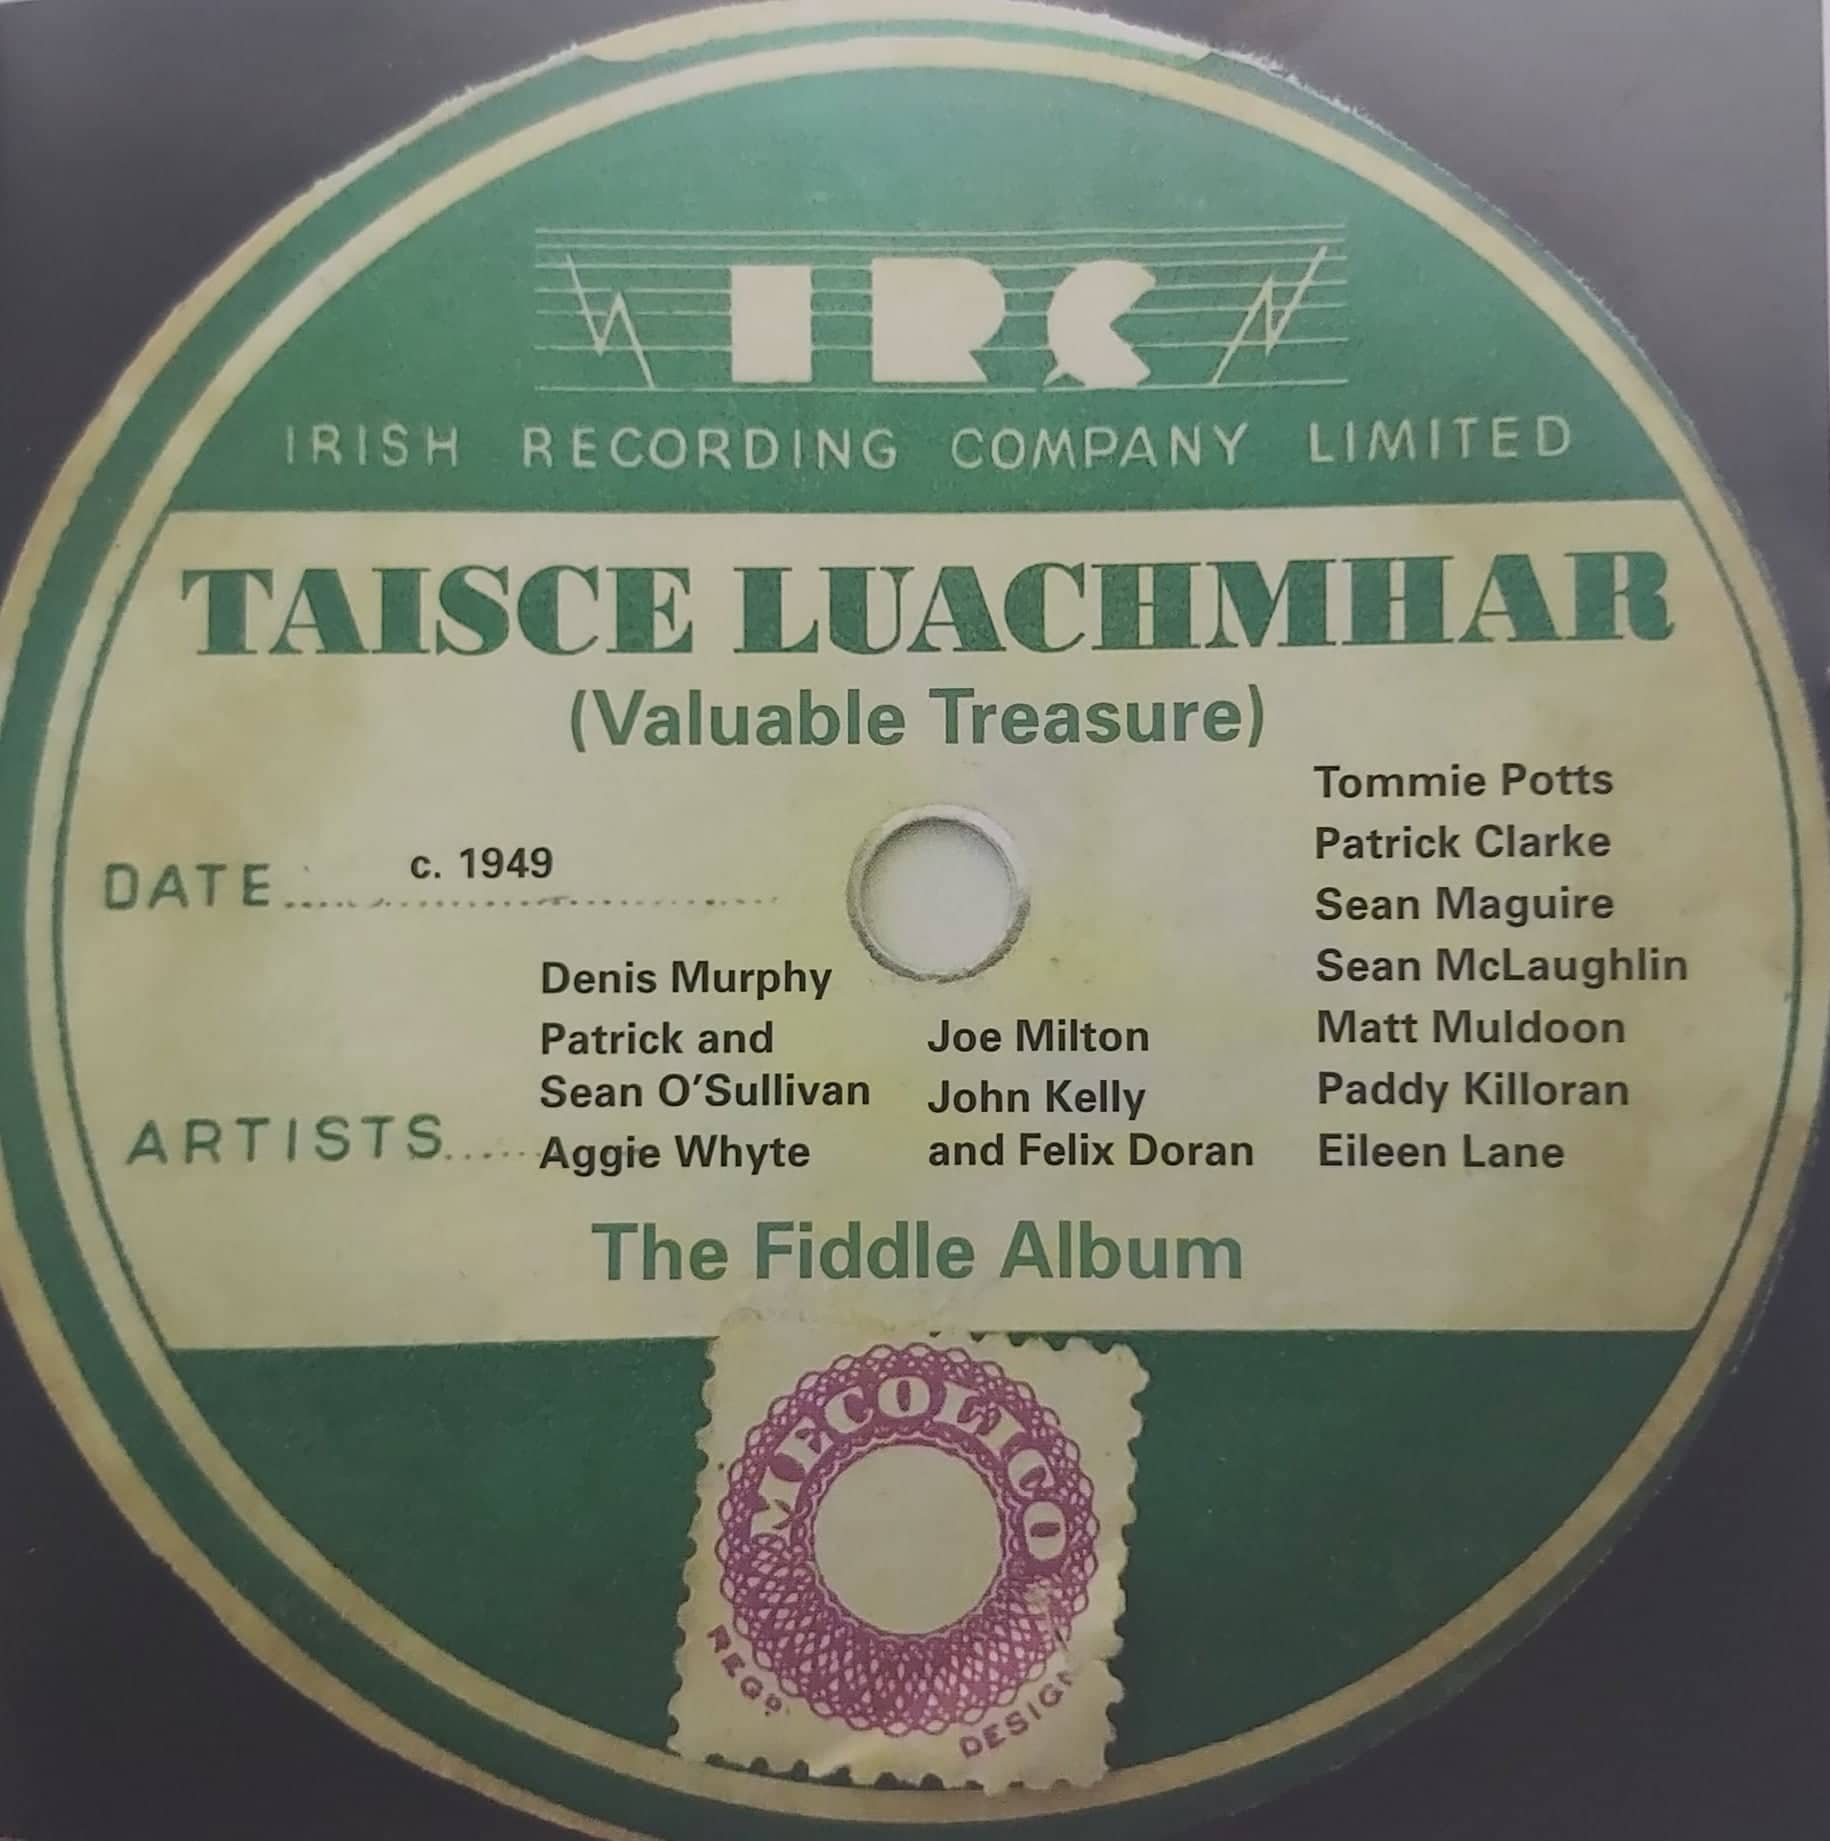 IRC
IRISH RECORDING COMPANY LIMITED
TAISCE LUACHMHAR
(Valuable Treasure)
DATE c. 1949
ARTISTS
Denis Murphy
Patrick and
Sean O'Sullivan
Aggie Whyte
Joe Milton
John Kelly
and Felix Doran
Tommie Potts
Patrick Clarke
Sean Maguire
Sean McLaughlin
Matt Muldoon
Paddy Killoran
Eileen Lane
The Fiddle Album
MECOLICO
REGD. DESIGN